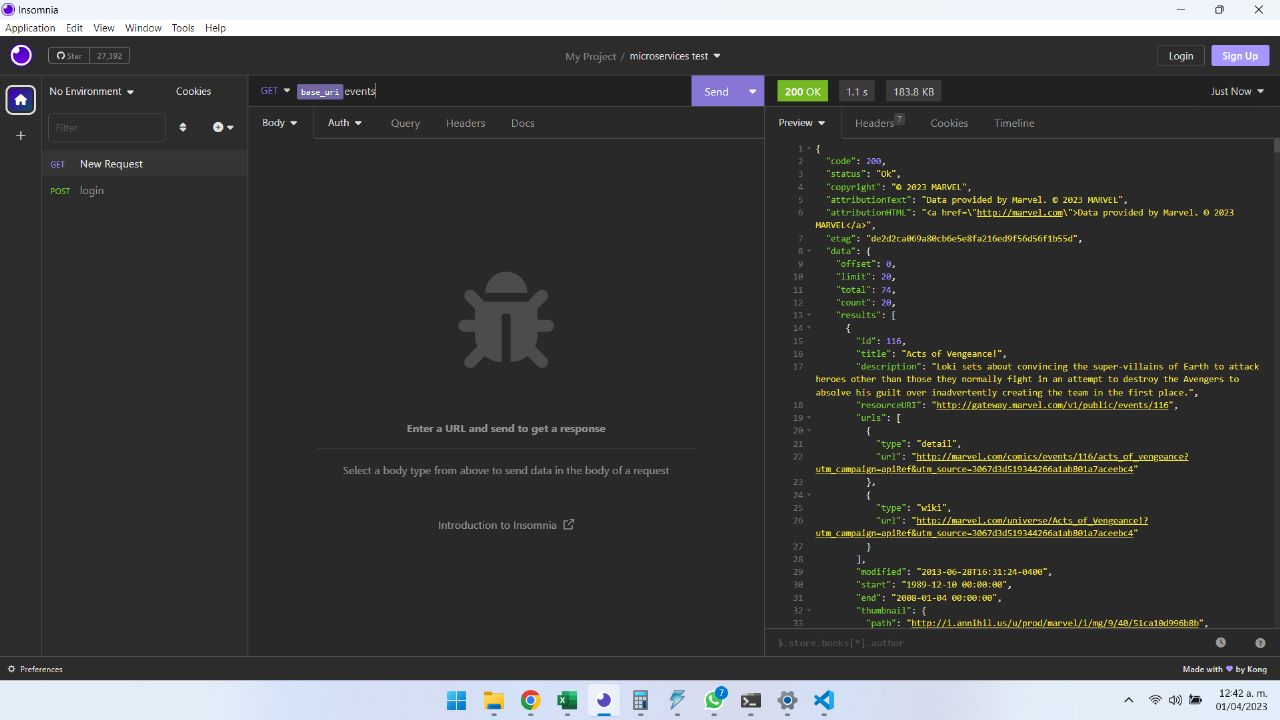 Insomnia
Application Edit View Window Tools Help
Star 27,392
My Project / microservices test
Login Sign Up
No Environment Cookies
Filter
GET New Request
POST login
GET base_uri events
Send
Body Auth Query Headers Docs
Enter a URL and send to get a response
Select a body type from above to send data in the body of a request
Introduction to Insomnia
200 OK 1.1 s 183.8 KB Just Now
Preview Headers 7 Cookies Timeline
1 {
2 "code": 200,
3 "status": "Ok",
4 "copyright": "© 2023 MARVEL",
5 "attributionText": "Data provided by Marvel. © 2023 MARVEL",
6 "attributionHTML": "<a href=\"http://marvel.com\">Data provided by Marvel. © 2023
MARVEL</a>",
7 "etag": "de2d2ca069a80cb6e5e8fa216ed9f56d56f1b55d",
8 "data": {
9 "offset": 0,
10 "limit": 20,
11 "total": 74,
12 "count": 20,
13 "results": [
14 {
15 "id": 116,
16 "title": "Acts of Vengeance!",
17 "description": "Loki sets about convincing the super-villains of Earth to attack
heroes other than those they normally fight in an attempt to destroy the Avengers to
absolve his guilt over inadvertently creating the team in the first place.",
18 "resourceURI": "http://gateway.marvel.com/v1/public/events/116",
19 "urls": [
20 {
21 "type": "detail",
22 "url": "http://marvel.com/comics/events/116/acts_of_vengeance?
utm_campaign=apiRef&utm_source=3067d3d519344266a1ab801a7aceebc4"
23 },
24 {
25 "type": "wiki",
26 "url": "http://marvel.com/universe/Acts_of_Vengeance!?
utm_campaign=apiRef&utm_source=3067d3d519344266a1ab801a7aceebc4"
27 }
28 ],
29 "modified": "2013-06-28T16:31:24-0400",
30 "start": "1989-12-10 00:00:00",
31 "end": "2008-01-04 00:00:00",
32 "thumbnail": {
33 "path": "http://i.annihil.us/u/prod/marvel/i/mg/9/40/51ca10d996b8b",
$.store.books[*].author
Preferences
Made with by Kong
7
12:42 a. m.
01/04/2023